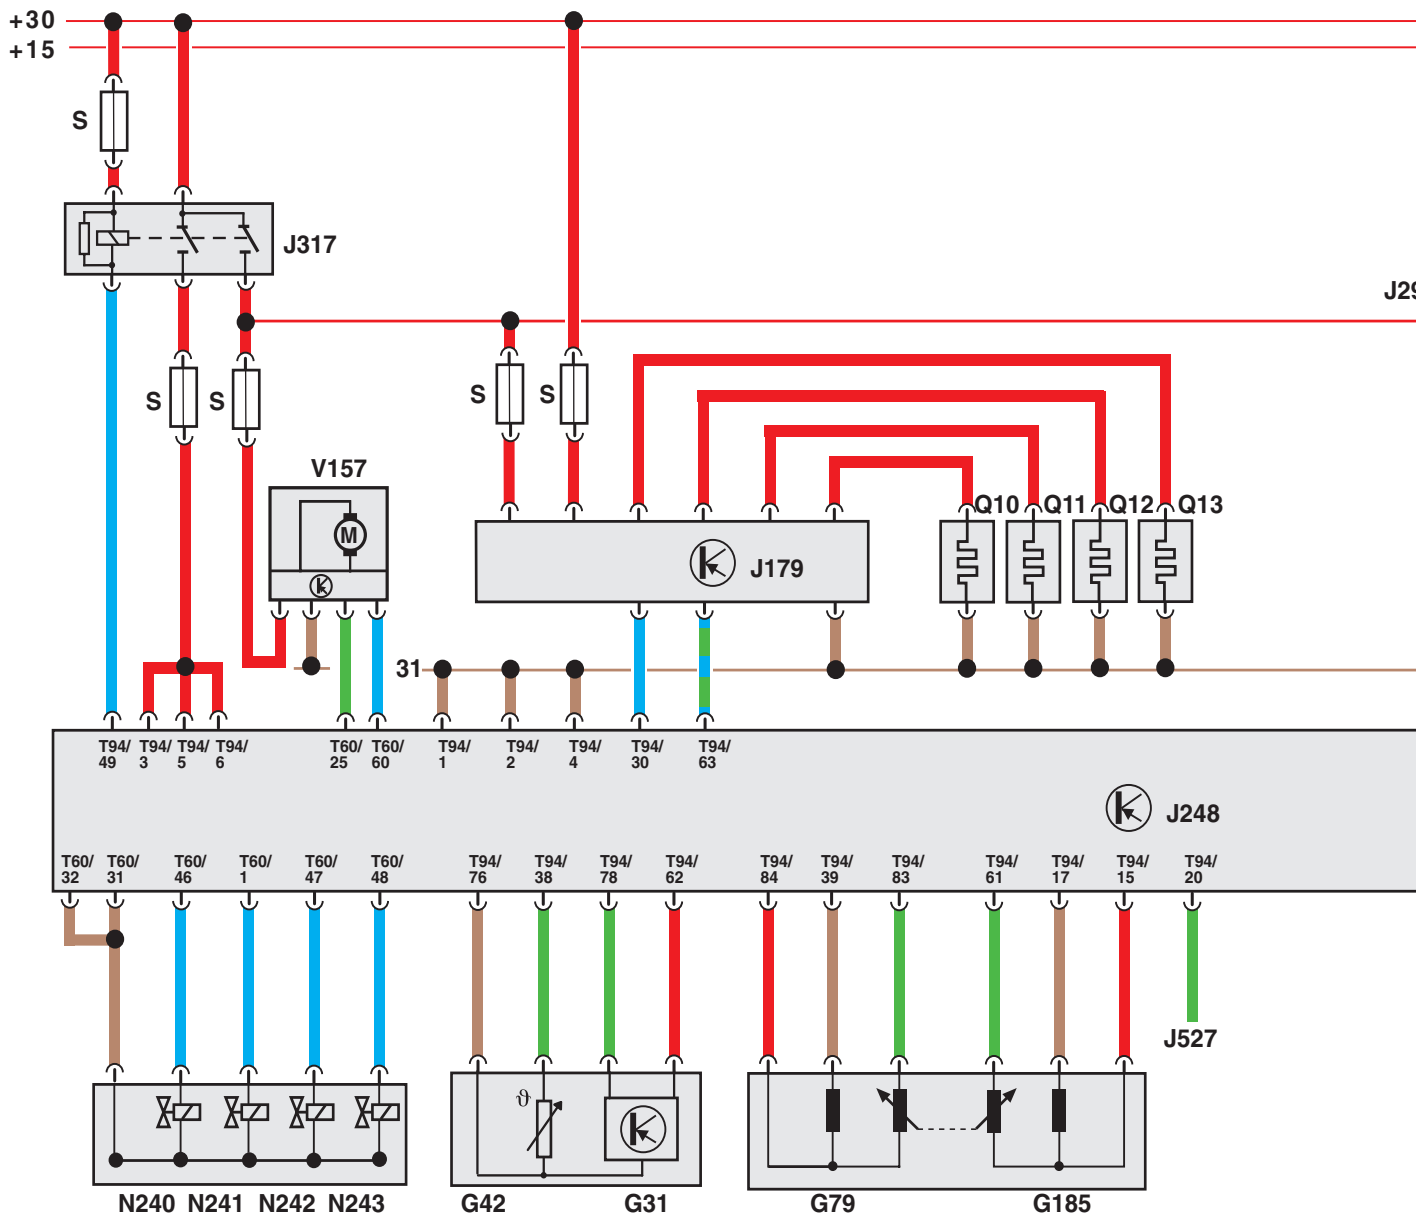 +30
+15
S
J317
J29
S
S
S
S
V157
M
Q10
Q11
Q12
Q13
J179
31
T94/
49
T94/
3
T94/
5
T94/
6
T60/
25
T60/
60
T94/
1
T94/
2
T94/
4
T94/
30
T94/
63
J248
T60/
32
T60/
31
T60/
46
T60/
1
T60/
47
T60/
48
T94/
76
T94/
38
T94/
78
T94/
62
T94/
84
T94/
39
T94/
83
T94/
61
T94/
17
T94/
15
T94/
20
J527
ϑ
N240
N241
N242
N243
G42
G31
G79
G185